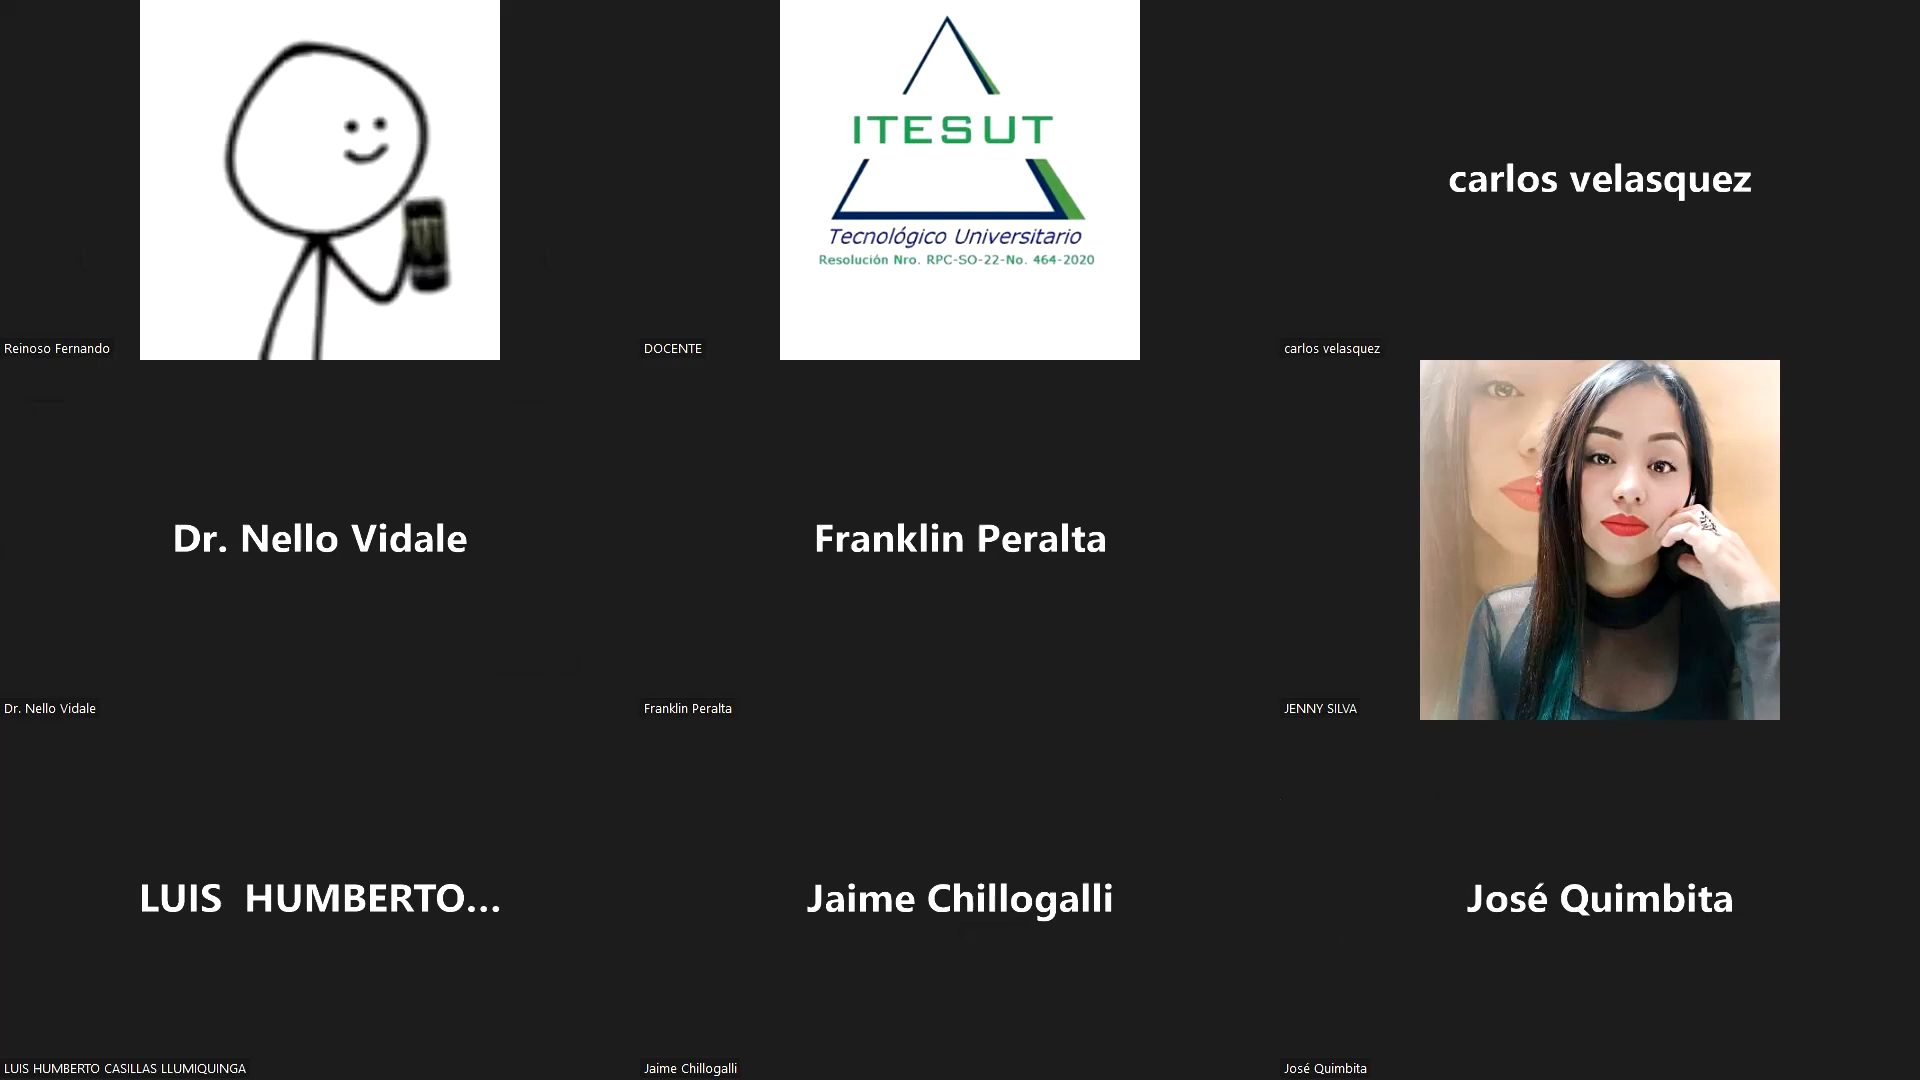 ITESUT
Tecnológico Universitario
Resolución Nro. RPC-SO-22-No. 464-2020
carlos velasquez
Reinoso Fernando
DOCENTE
carlos velasquez
Dr. Nello Vidale
Franklin Peralta
Dr. Nello Vidale
Franklin Peralta
JENNY SILVA
LUIS  HUMBERTO...
Jaime Chillogalli
José Quimbita
LUIS HUMBERTO CASILLAS LLUMIQUINGA
Jaime Chillogalli
José Quimbita